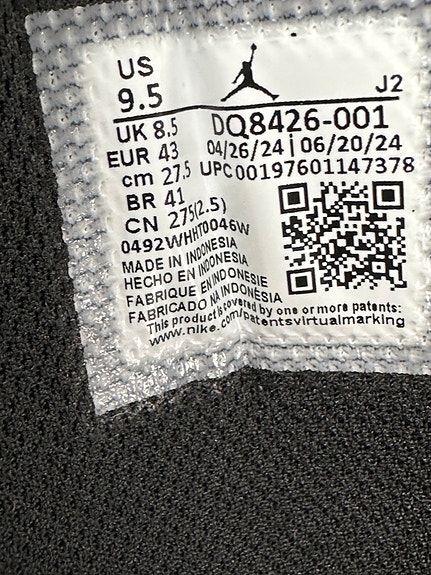 US
9.5
J2
UK 8.5
DQ8426-001
EUR 43
04/26/24 | 06/20/24
cm 27.5
UPC 00197601147378
BR 41
CN 275(2.5)
0492WHHT0046W
MADE IN INDONESIA
HECHO EN INDONESIA
FABRIQUE EN INDONESIE
FABRICADO NA INDONÉSIA
This product is covered by one or more patents:
www.nike.com/patentsvirtualmarking